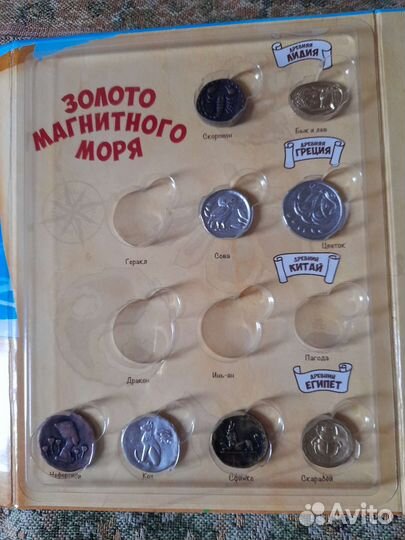 ЗОЛОТО
МАГНИТНОГО
МОРЯ
ДРЕВНЯЯ
ЛИДИЯ
Скорпион
Бык и лев
ДРЕВНЯЯ
ГРЕЦИЯ
Геракл
Сова
Цветок
ДРЕВНИЙ
КИТАЙ
Дракон
Инь-ян
Пагода
ДРЕВНИЙ
ЕГИПЕТ
Нефертити
Кот
Сфинкс
Скарабей
Avito